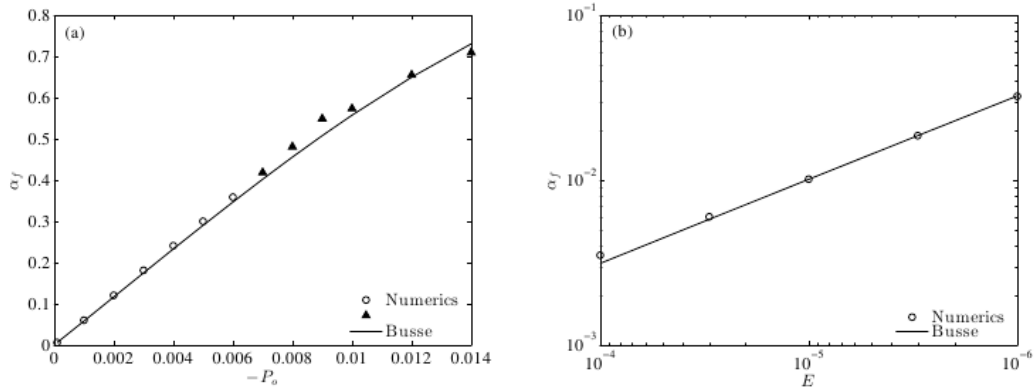 (a)
0.8
0.7
0.6
0.5
0.4
0.3
0.2
0.1
0
α_f
0 0.002 0.004 0.006 0.008 0.01 0.012 0.014
−P_o
Numerics
Busse
(b)
10⁻¹
10⁻²
10⁻³
α_f
10⁻⁴ 10⁻⁵ 10⁻⁶
E
Numerics
Busse